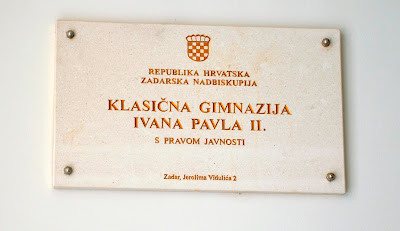 REPUBLIKA HRVATSKA
ZADARSKA NADBISKUPIJA
KLASIČNA GIMNAZIJA
IVANA PAVLA II.
S PRAVOM JAVNOSTI
Zadar, Jerolima Vidulića 2